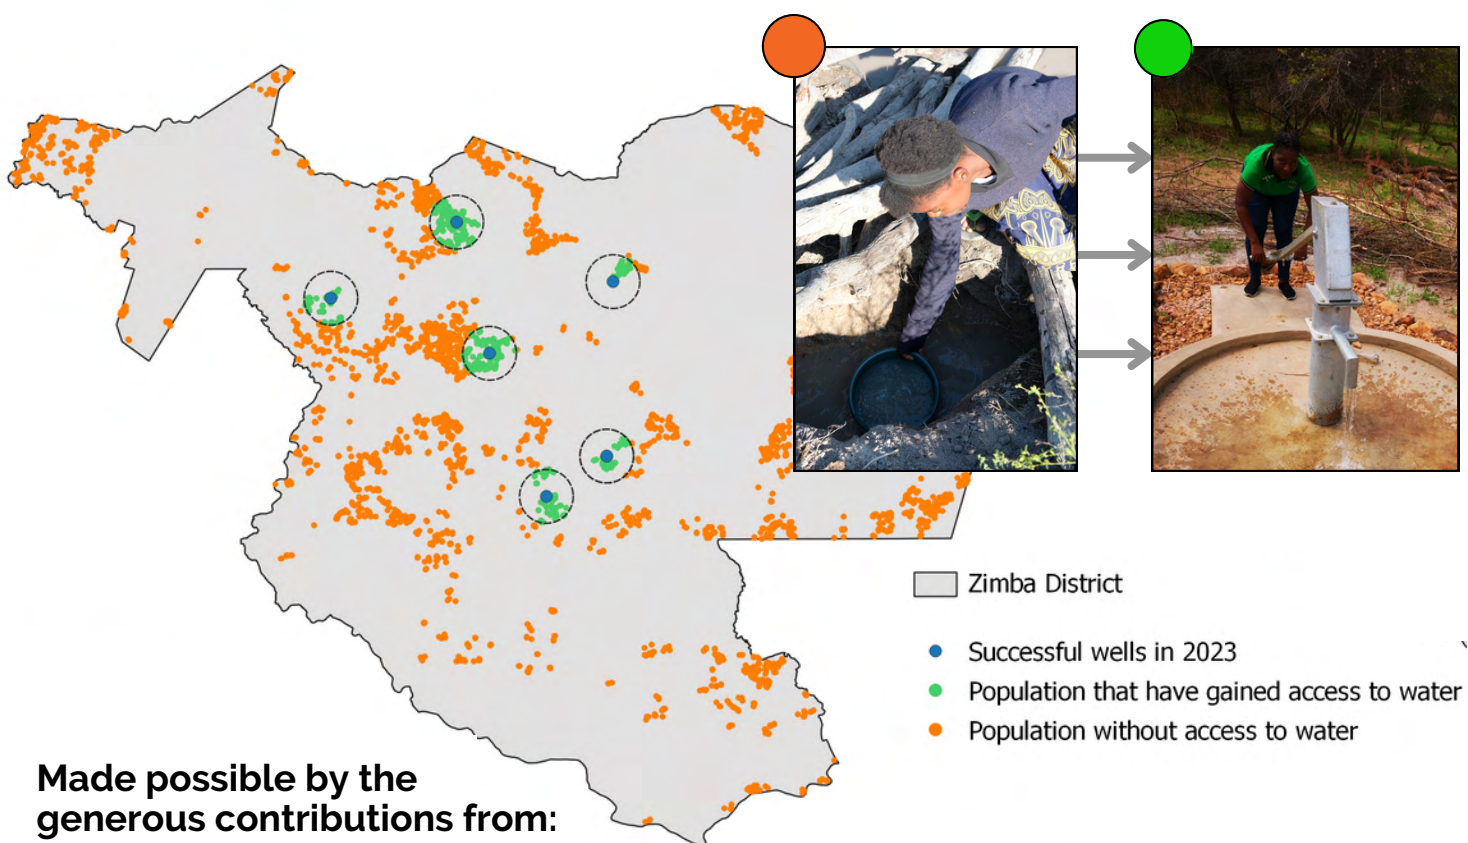 Zimba District
Successful wells in 2023
Population that have gained access to water
Population without access to water
Made possible by the
generous contributions from: